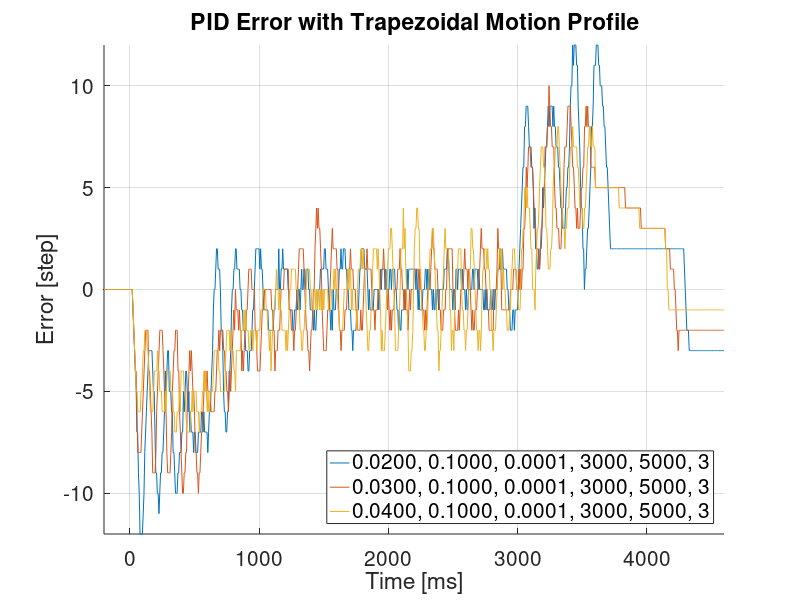 PID Error with Trapezoidal Motion Profile
10
5
0
-5
-10
Error [step]
0.0200, 0.1000, 0.0001, 3000, 5000, 3
0.0300, 0.1000, 0.0001, 3000, 5000, 3
0.0400, 0.1000, 0.0001, 3000, 5000, 3
0 1000 2000 3000 4000
Time [ms]